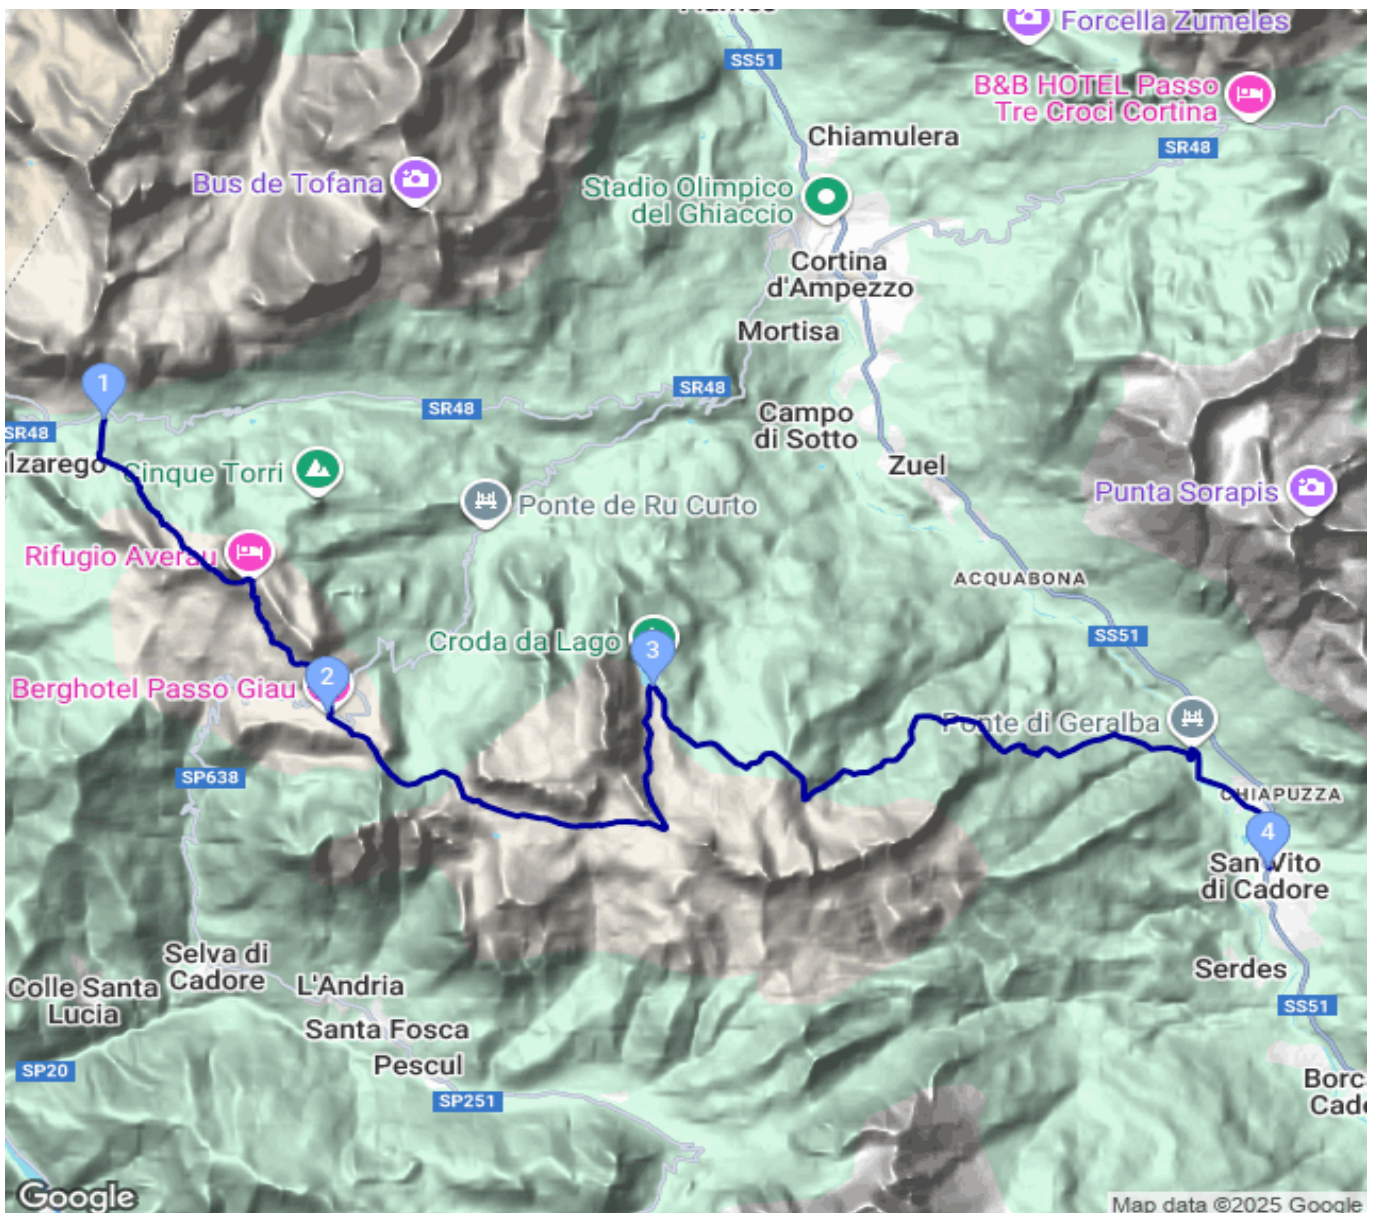 SS51
Forcella Zumeles
B&B HOTEL Passo
Tre Croci Cortina
Chiamulera
SR48
Bus de Tofana
Stadio Olimpico
del Ghiaccio
Cortina
d'Ampezzo
Mortisa
1
SR48
SR48
SR48
Campo
di Sotto
lzarego
Cinque Torri
Zuel
Ponte de Ru Curto
Punta Sorapis
Rifugio Averau
ACQUABONA
SS51
Croda da Lago
3
Berghotel Passo Giau
2
Ponte di Geralba
SP638
CHIAPUZZA
4
San Vito
di Cadore
Selva di
Cadore
L'Andria
Serdes
Colle Santa
Lucia
SS51
Santa Fosca
Pescul
SP20
SP251
Borc
Cado
Google
Map data ©2025 Google